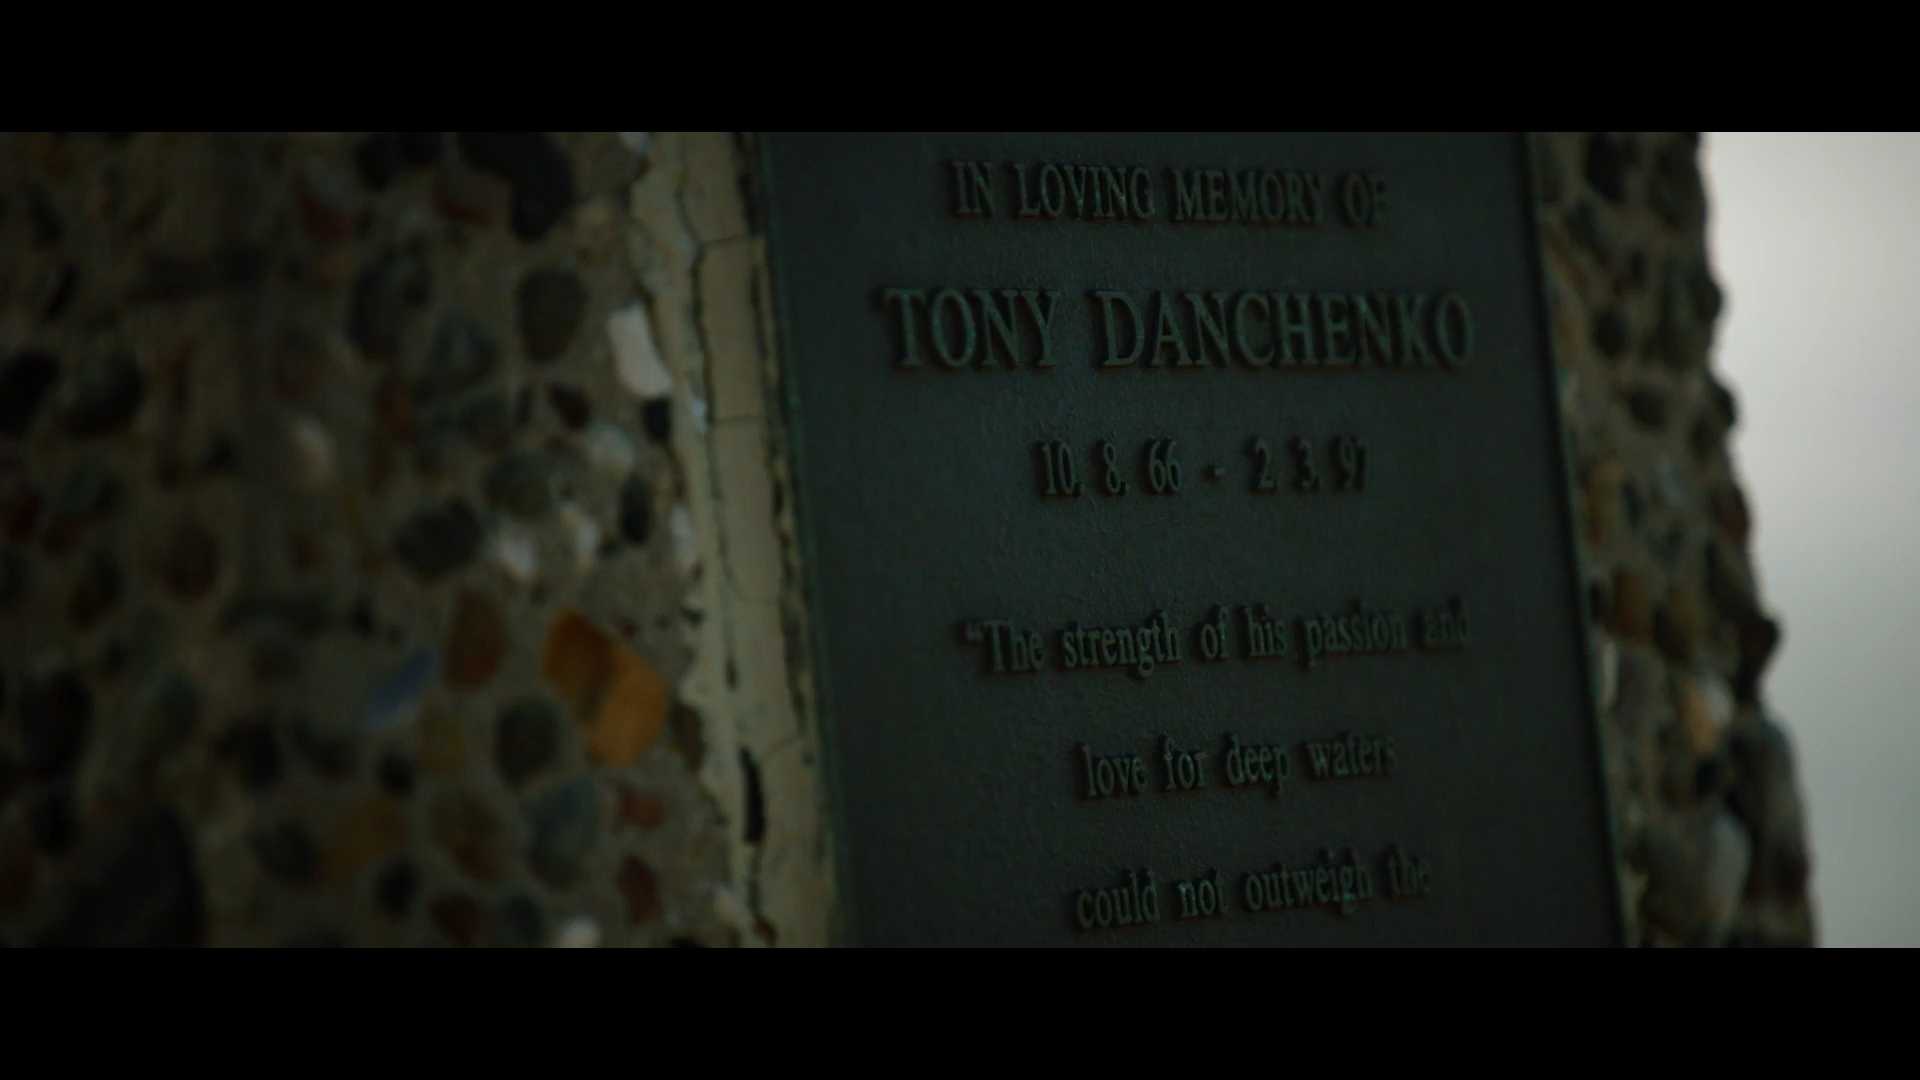 IN LOVING MEMORY OF
TONY DANCHENKO
10. 8. 66 - 2. 3. 97
"The strength of his passion and
love for deep waters
could not outweigh the